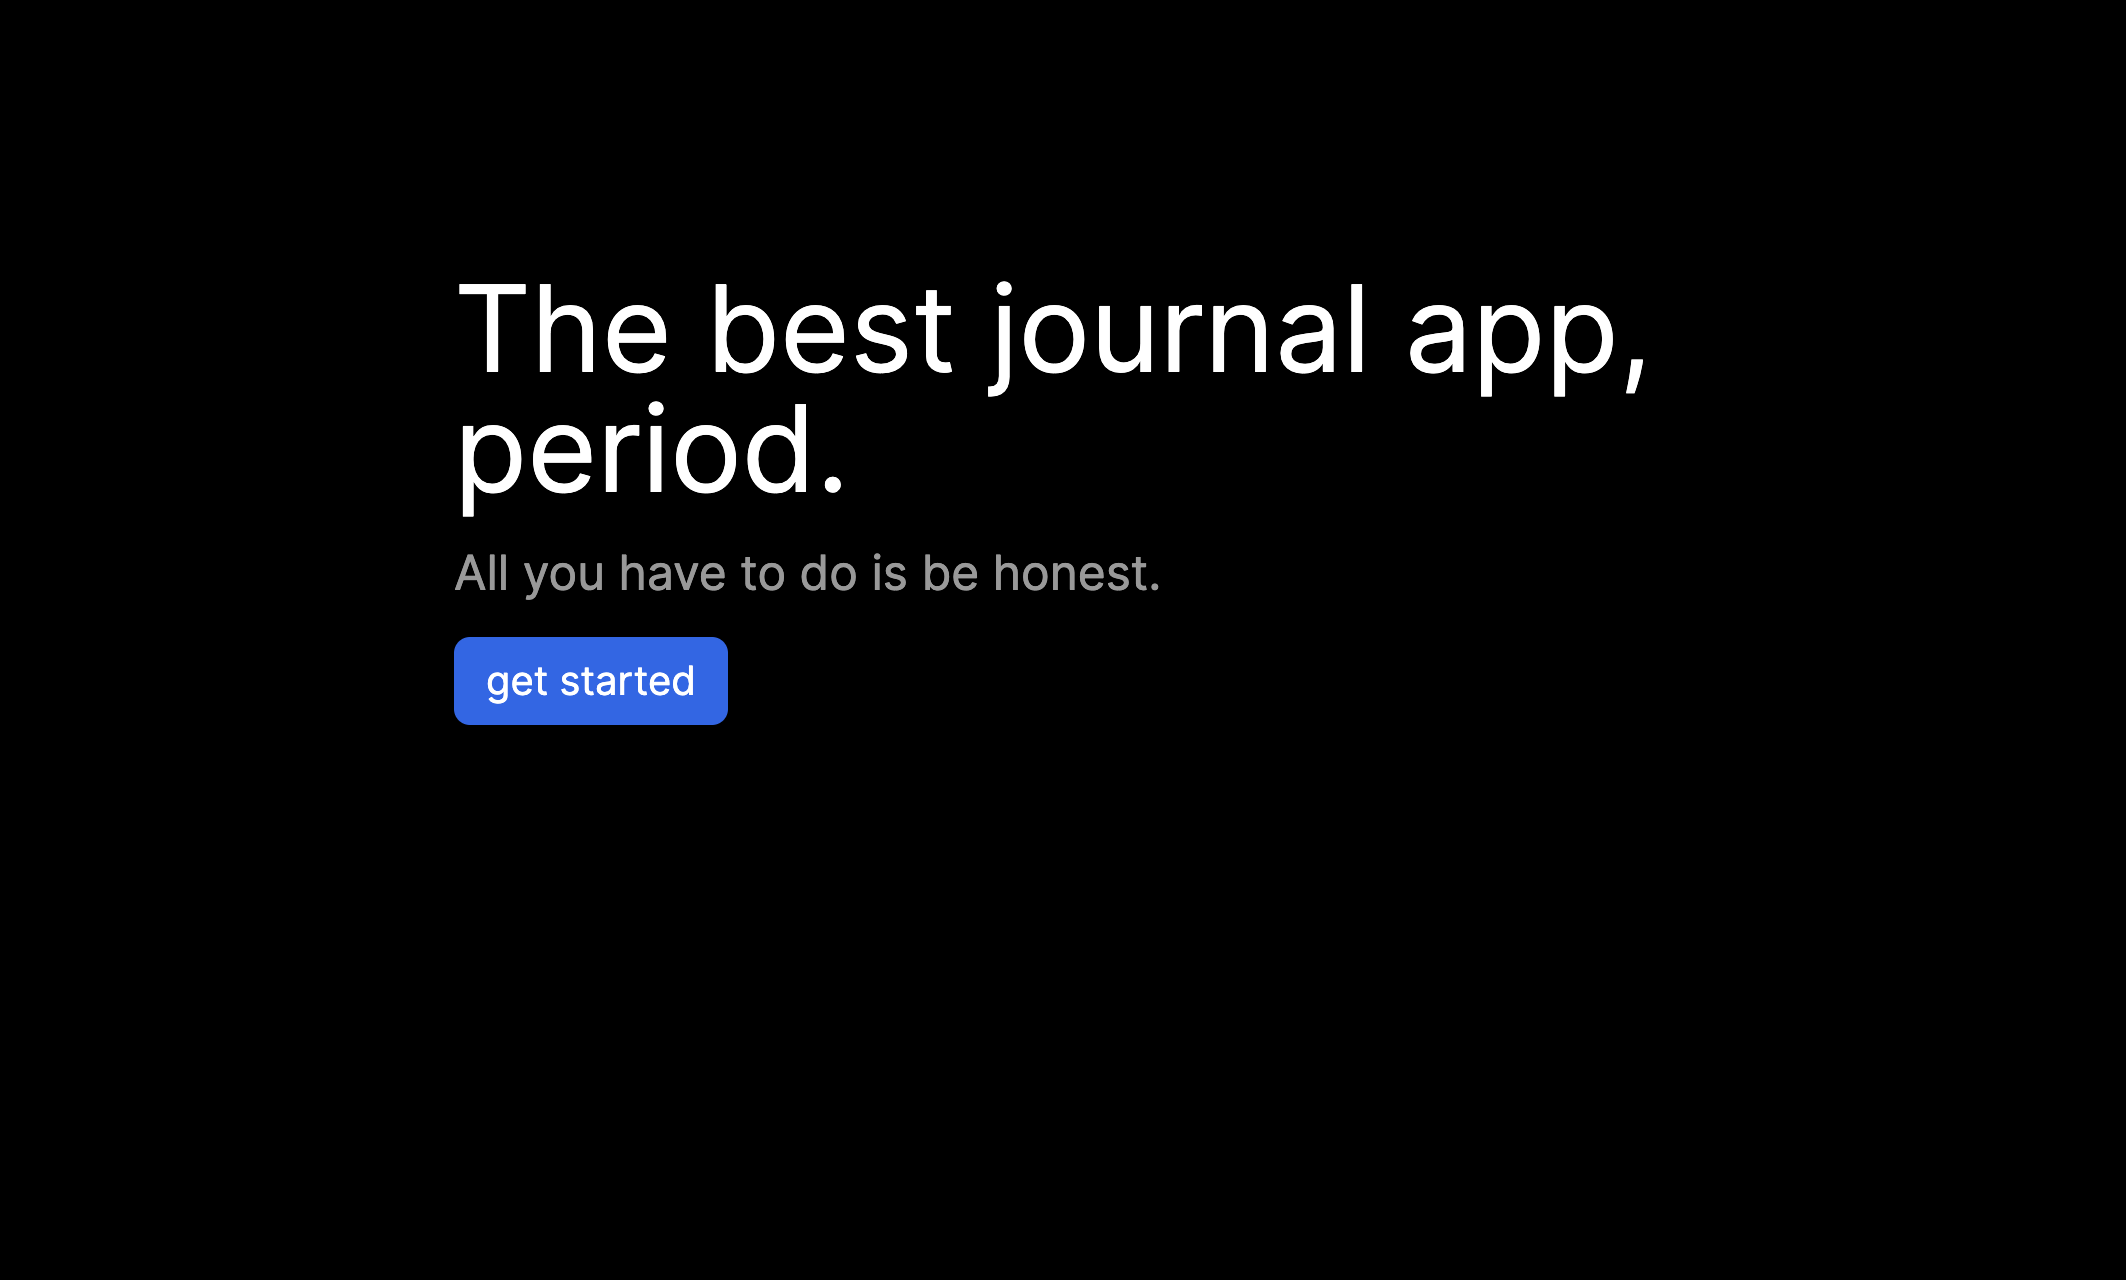 The best journal app,
period.
All you have to do is be honest.
get started